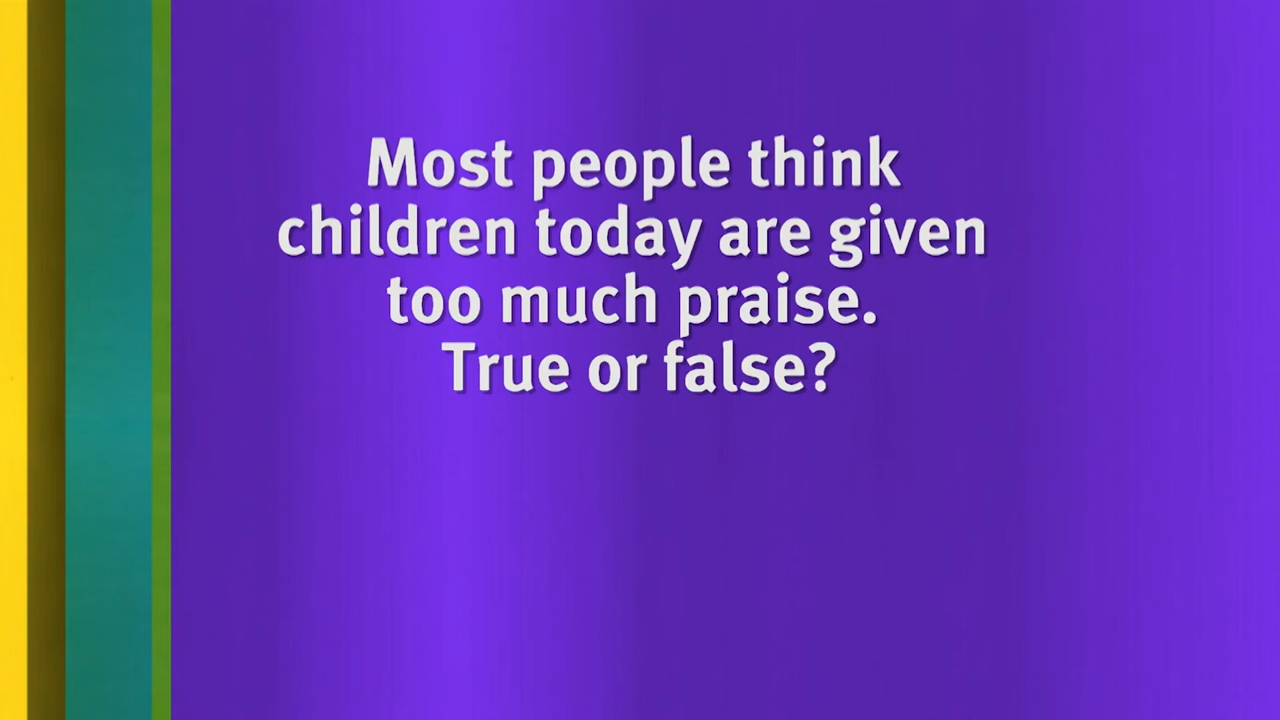 Most people think
children today are given
too much praise.
True or false?